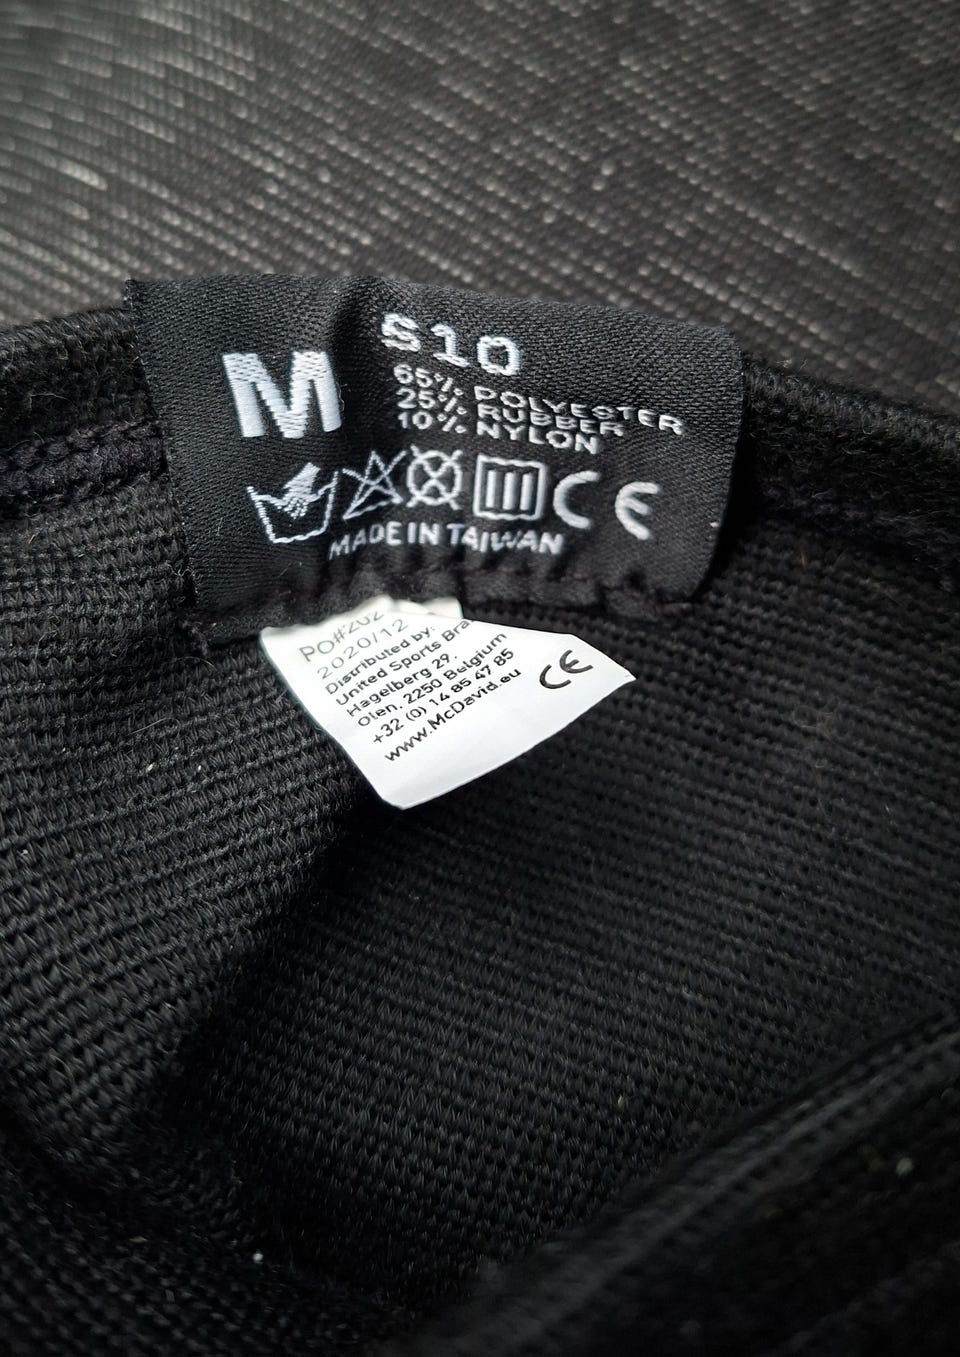 M
S10
65% POLYESTER
25% RUBBER
10% NYLON
CE
MADE IN TAIWAN
2020/12
Distributed by:
United Sports
Hagelberg 29,
Olen, 2250 Belgium
+32 (0) 14 85 47 85
www.McDavid.eu
CE